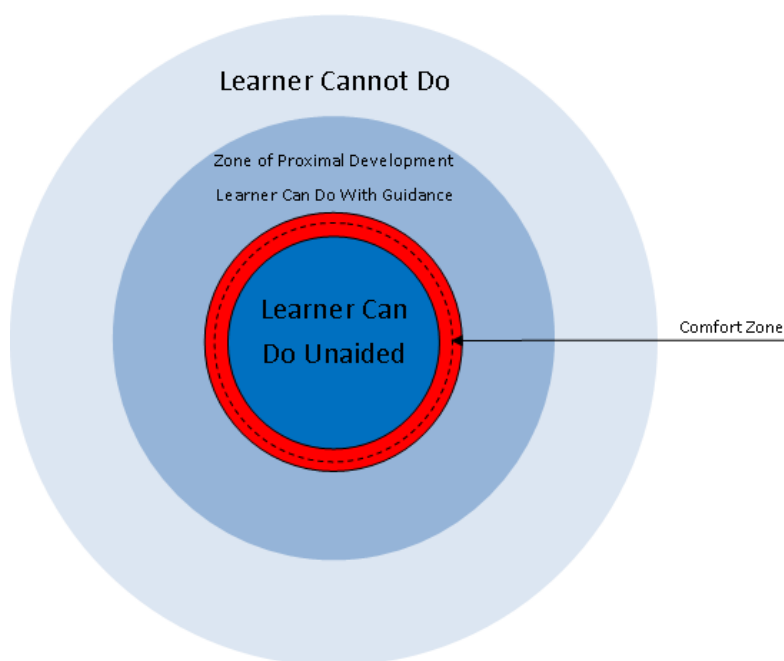 Learner Cannot Do
Zone of Proximal Development
Learner Can Do With Guidance
Learner Can
Do Unaided
Comfort Zone